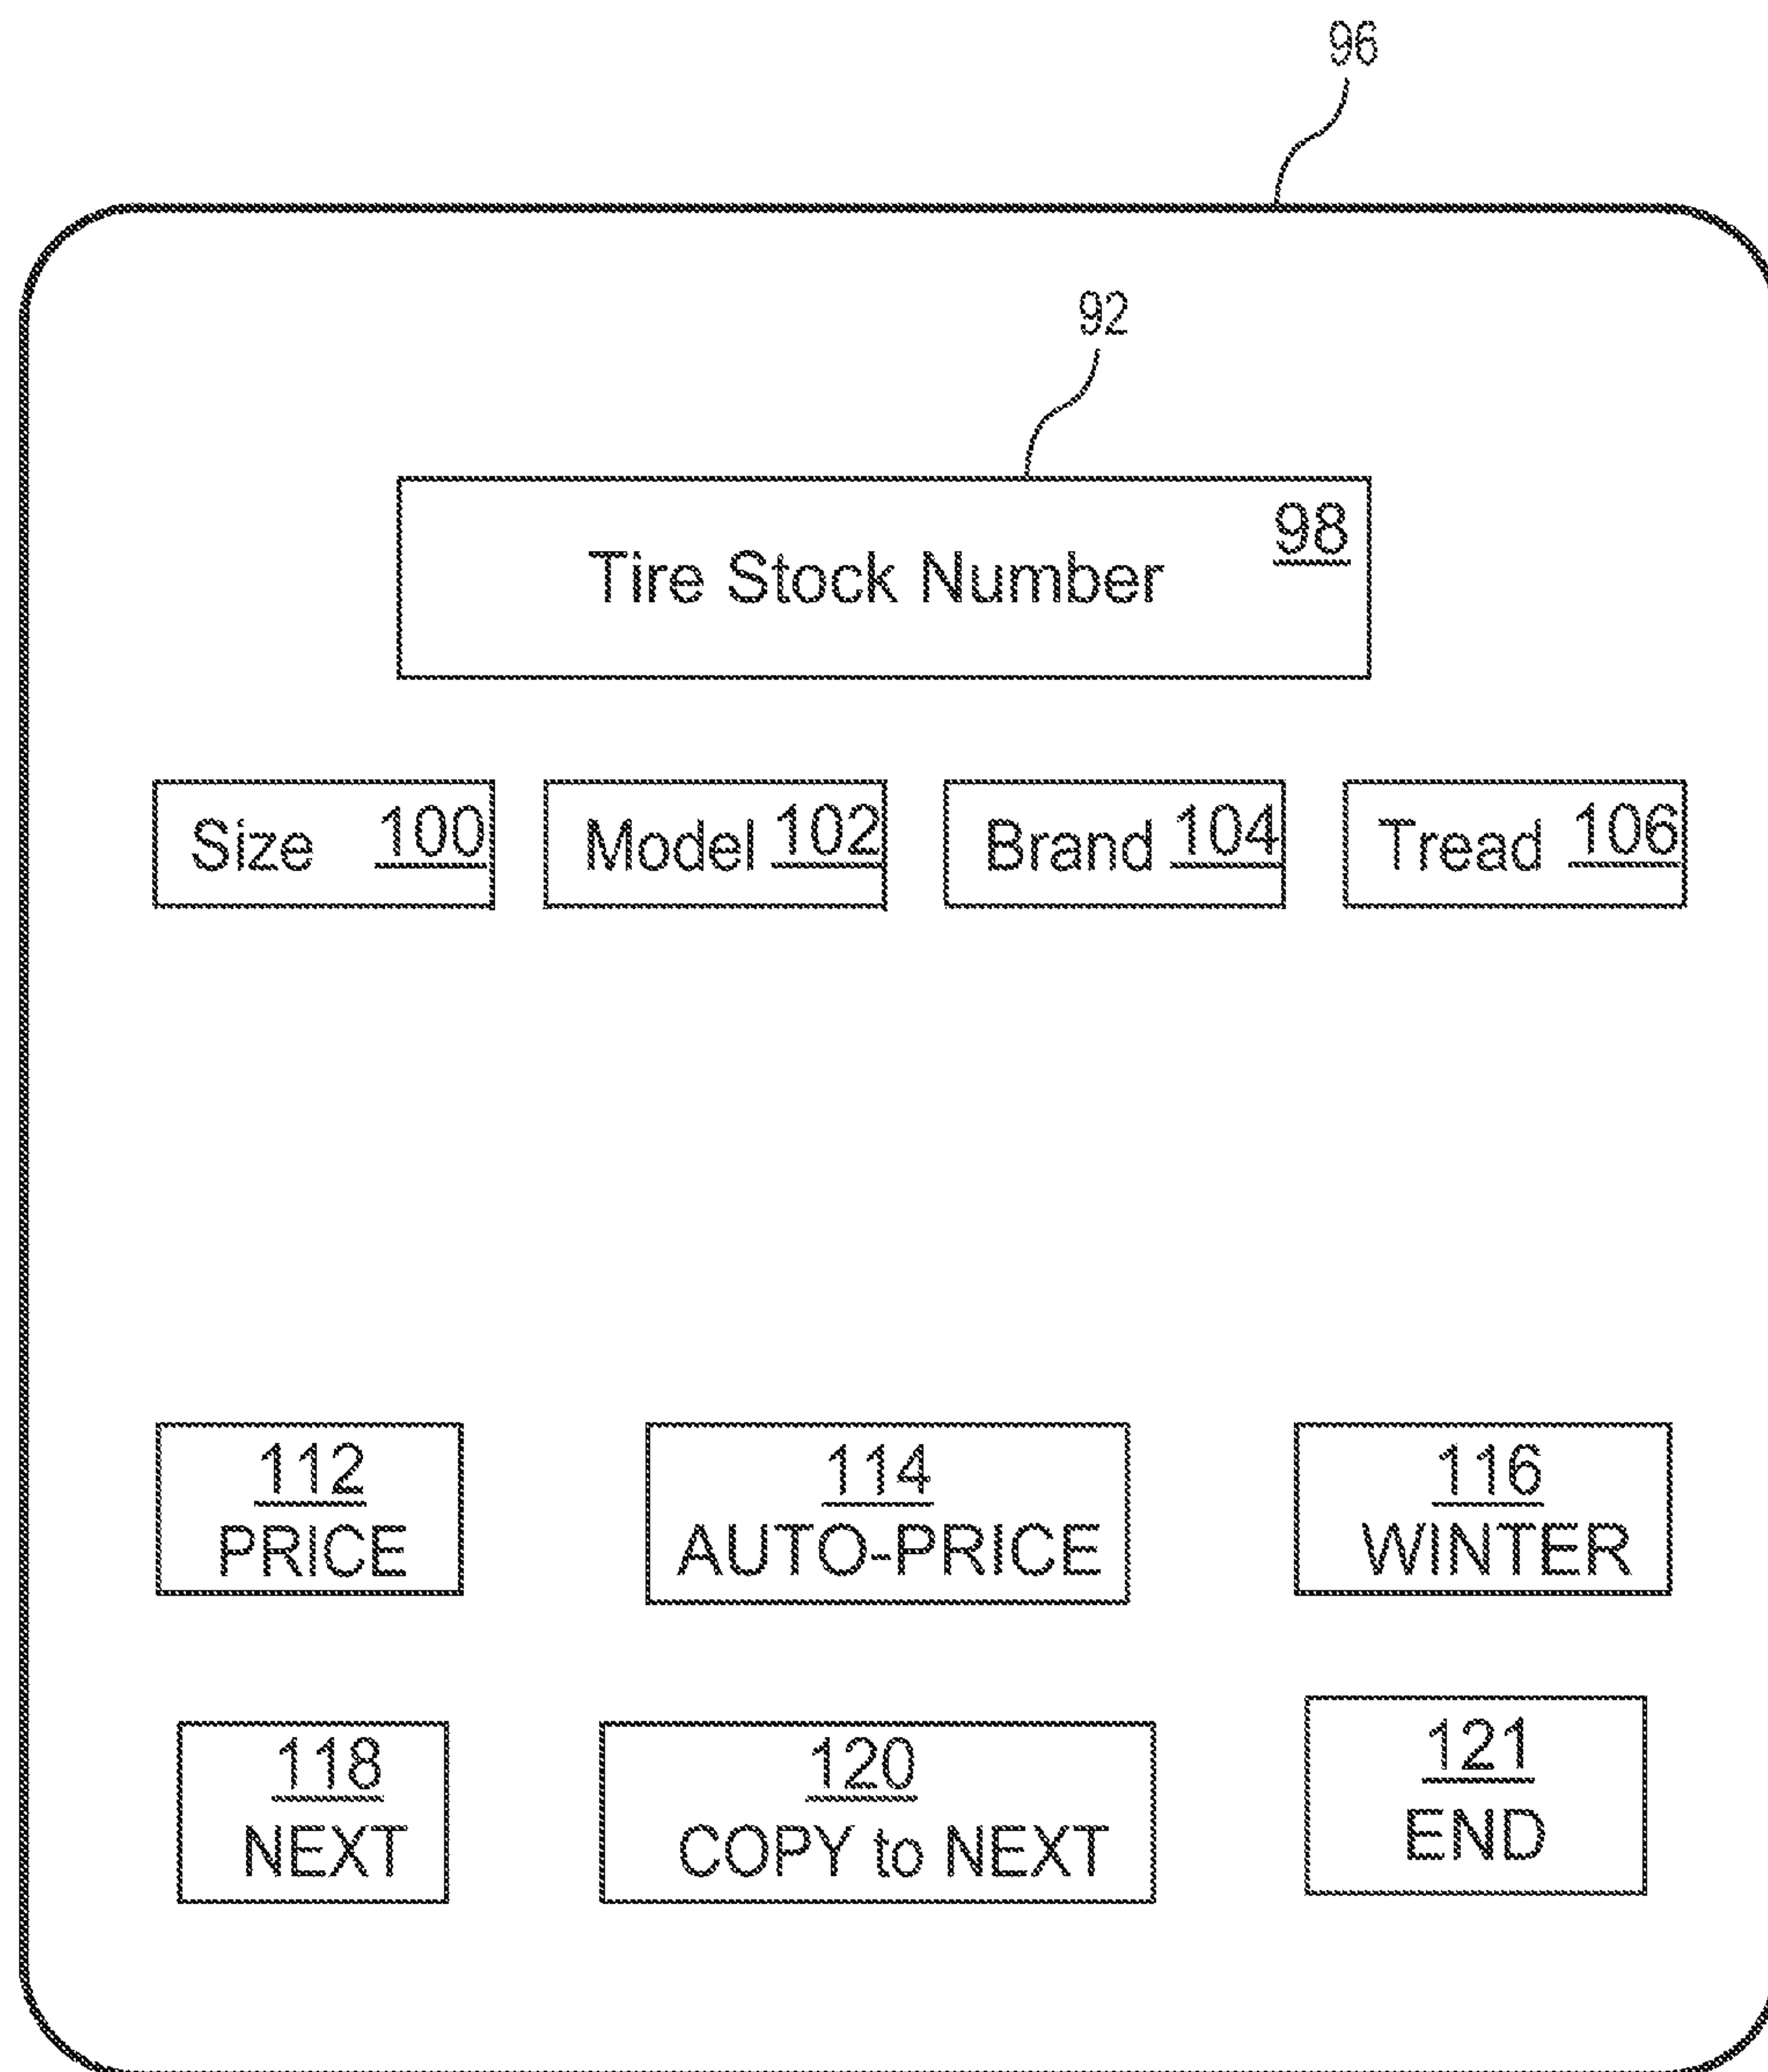 96
92
98
Tire Stock Number
Size 100 Model 102 Brand 104 Tread 106
112 114 116
PRICE AUTO-PRICE WINTER
118 120 121
NEXT COPY to NEXT END